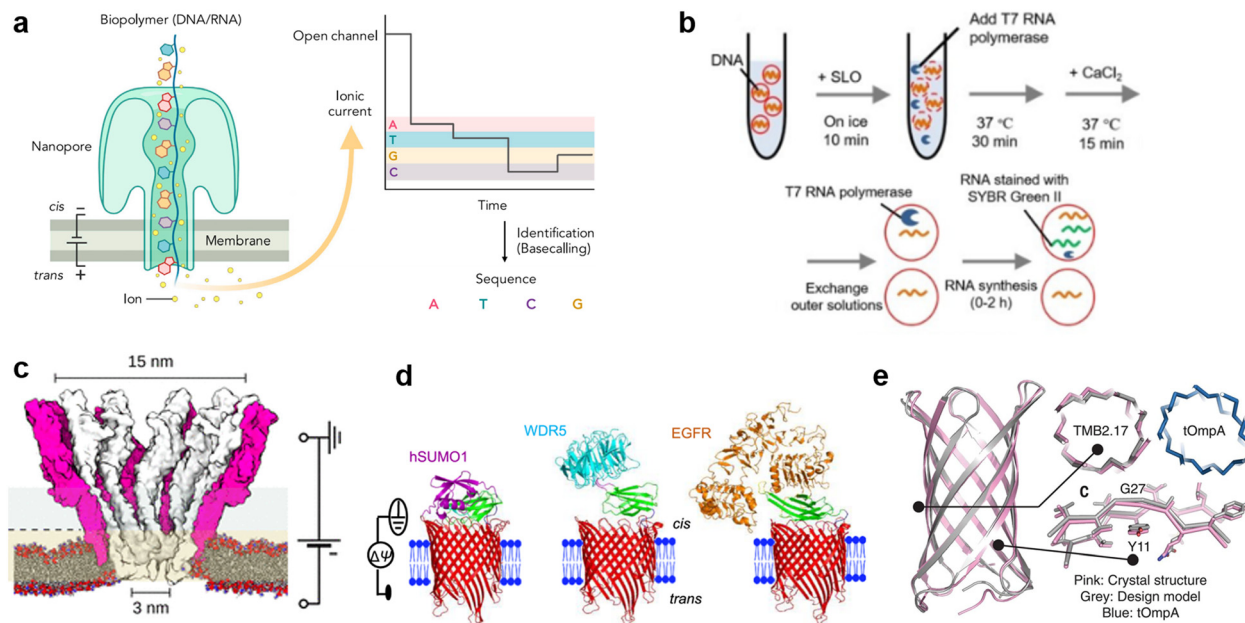 a
Biopolymer (DNA/RNA)
Nanopore
cis
−
trans
+
Membrane
Ion
Open channel
Ionic
current
A
T
G
C
Time
Identification
(Basecalling)
Sequence
A T C G
b
DNA
+ SLO
On ice
10 min
Add T7 RNA
polymerase
37 °C
30 min
+ CaCl2
37 °C
15 min
Exchange
outer solutions
T7 RNA polymerase
RNA synthesis
(0-2 h)
RNA stained with
SYBR Green II
c
15 nm
3 nm
-
d
hSUMO1
WDR5
EGFR
ΔΨ
cis
trans
e
TMB2.17
tOmpA
c
G27
Y11
Pink: Crystal structure
Grey: Design model
Blue: tOmpA